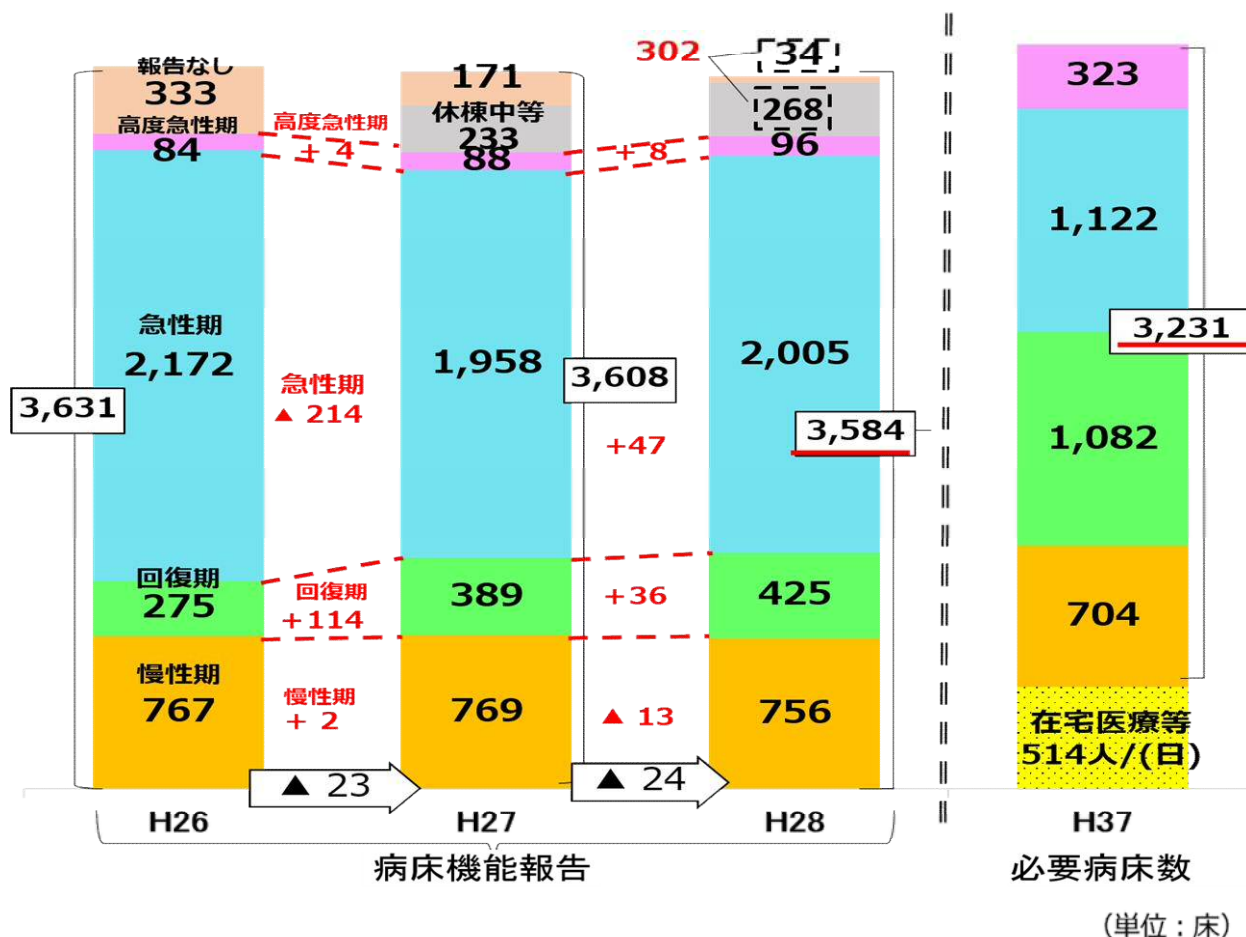 報告なし
333
高度急性期
84
急性期
2,172
3,631
回復期
275
慢性期
767
高度急性期
+ 4
急性期
▲ 214
回復期
+114
慢性期
+ 2
▲ 23
171
休棟中等
233
88
1,958
3,608
389
769
+ 8
+47
+36
▲ 13
▲ 24
302
34
268
96
2,005
3,584
425
756
323
1,122
3,231
1,082
704
在宅医療等
514人/(日)
H26
H27
H28
H37
病床機能報告
必要病床数
(単位：床)